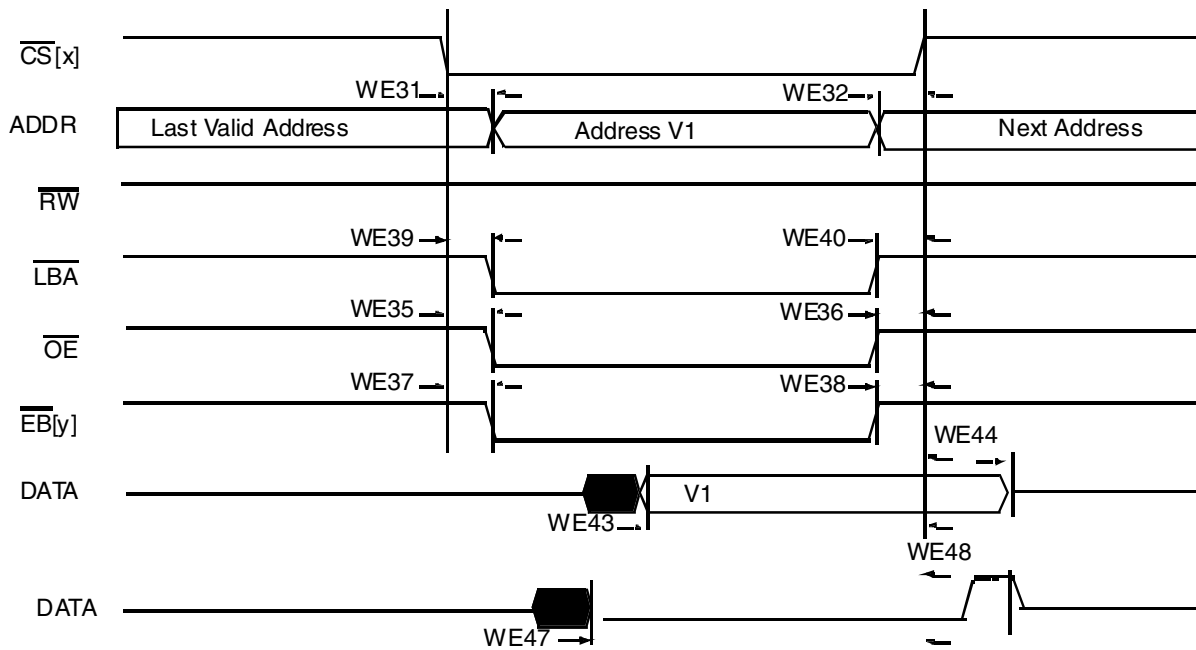 CS[x]
WE31
WE32
ADDR
Last Valid Address
Address V1
Next Address
RW
WE39
WE40
LBA
WE35
WE36
OE
WE37
WE38
EB[y]
WE44
DATA
V1
WE43
WE48
DATA
WE47